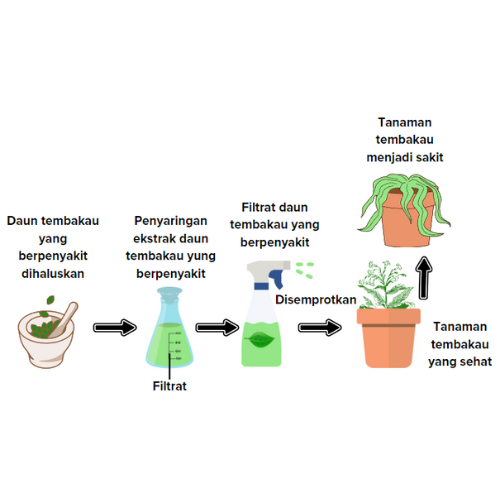 Daun tembakau
yang
berpenyakit
dihaluskan
Penyaringan
ekstrak daun
tembakau yung
berpenyakit
Filtrat
Filtrat daun
tembakau yang
berpenyakit
Disemprotkan
Tanaman
tembakau
menjadi sakit
Tanaman
tembakau
yang sehat